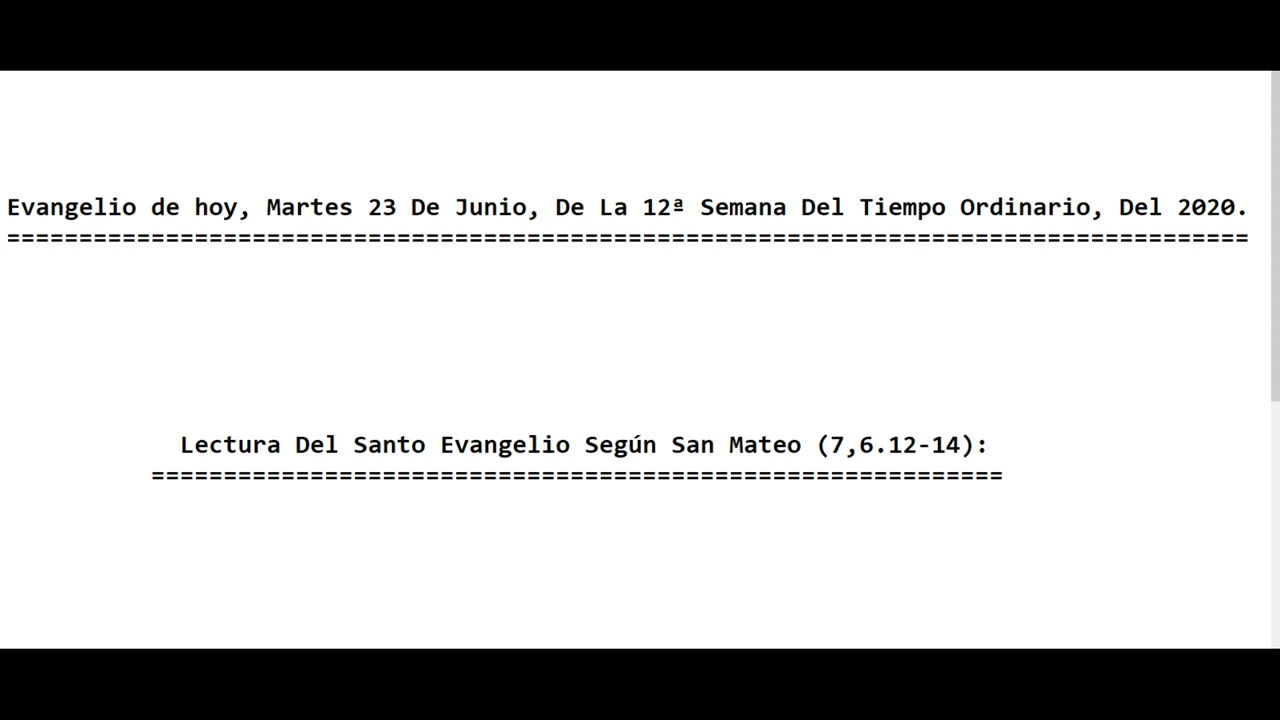 Evangelio de hoy, Martes 23 De Junio, De La 12ª Semana Del Tiempo Ordinario, Del 2020.
======================================================================================
Lectura Del Santo Evangelio Según San Mateo (7,6.12-14):
===========================================================